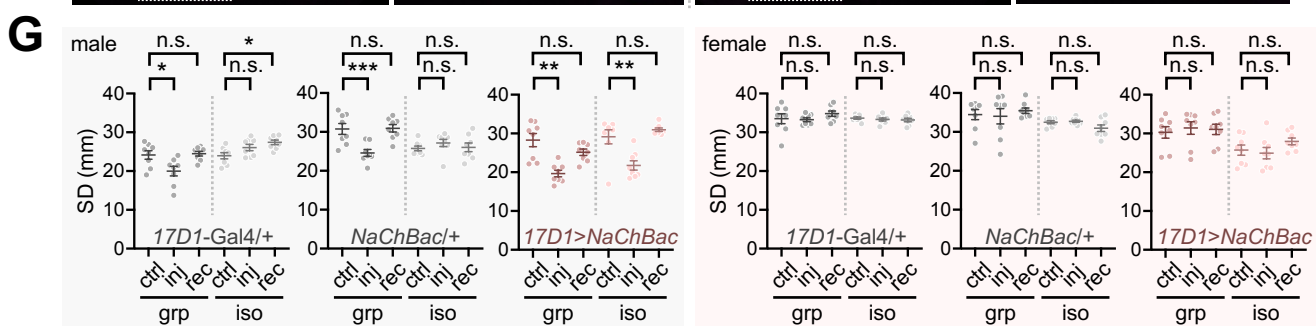 G
male
n.s.
*
n.s.
*
n.s.
***
n.s.
n.s.
n.s.
**
n.s.
**
SD (mm)
40
30
20
10
0
17D1-Gal4/+
ctrl inj rec ctrl inj rec
grp iso
40
30
20
10
0
NaChBac/+
ctrl inj rec ctrl inj rec
grp iso
40
30
20
10
0
17D1>NaChBac
ctrl inj rec ctrl inj rec
grp iso
female
n.s.
n.s.
n.s.
n.s.
n.s.
n.s.
n.s.
n.s.
n.s.
n.s.
n.s.
n.s.
SD (mm)
40
30
20
10
0
17D1-Gal4/+
ctrl inj rec ctrl inj rec
grp iso
40
30
20
10
0
NaChBac/+
ctrl inj rec ctrl inj rec
grp iso
40
30
20
10
0
17D1>NaChBac
ctrl inj rec ctrl inj rec
grp iso